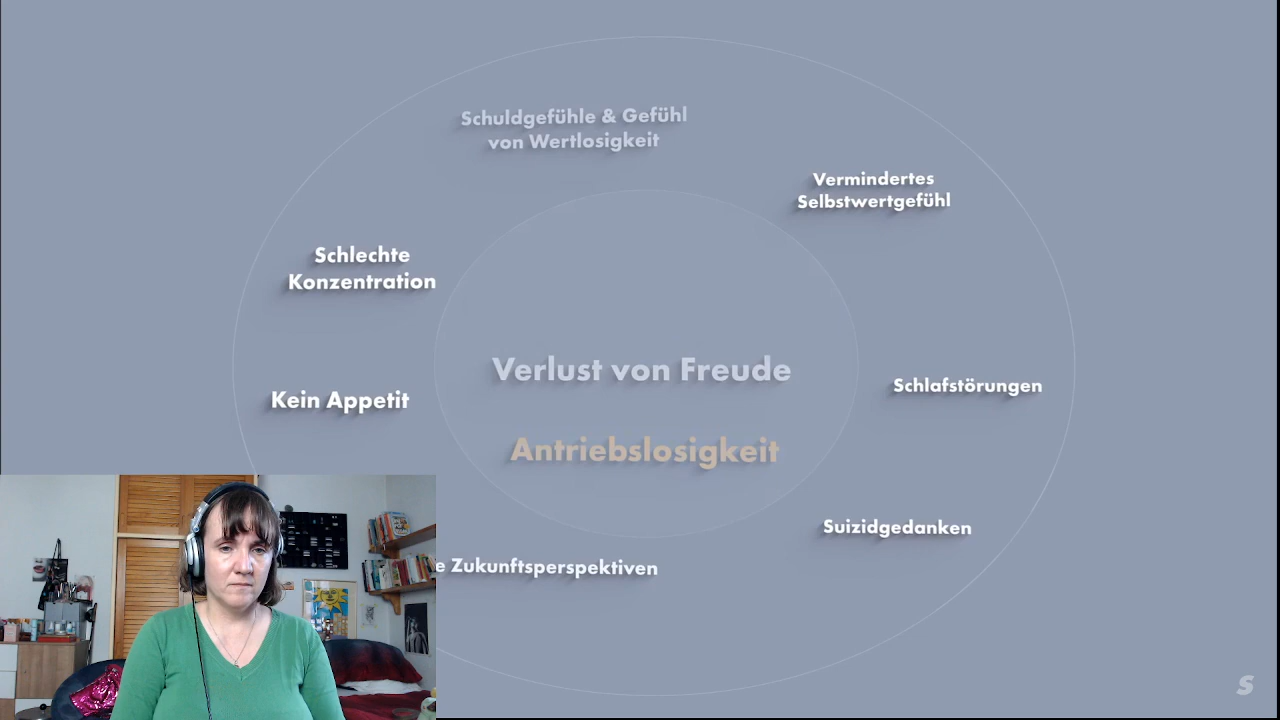 Schuldgefühle & Gefühl
von Wertlosigkeit
Vermindertes
Selbstwertgefühl
Schlechte
Konzentration
Verlust von Freude
Schlafstörungen
Kein Appetit
Antriebslosigkeit
Suizidgedanken
e Zukunftsperspektiven
S